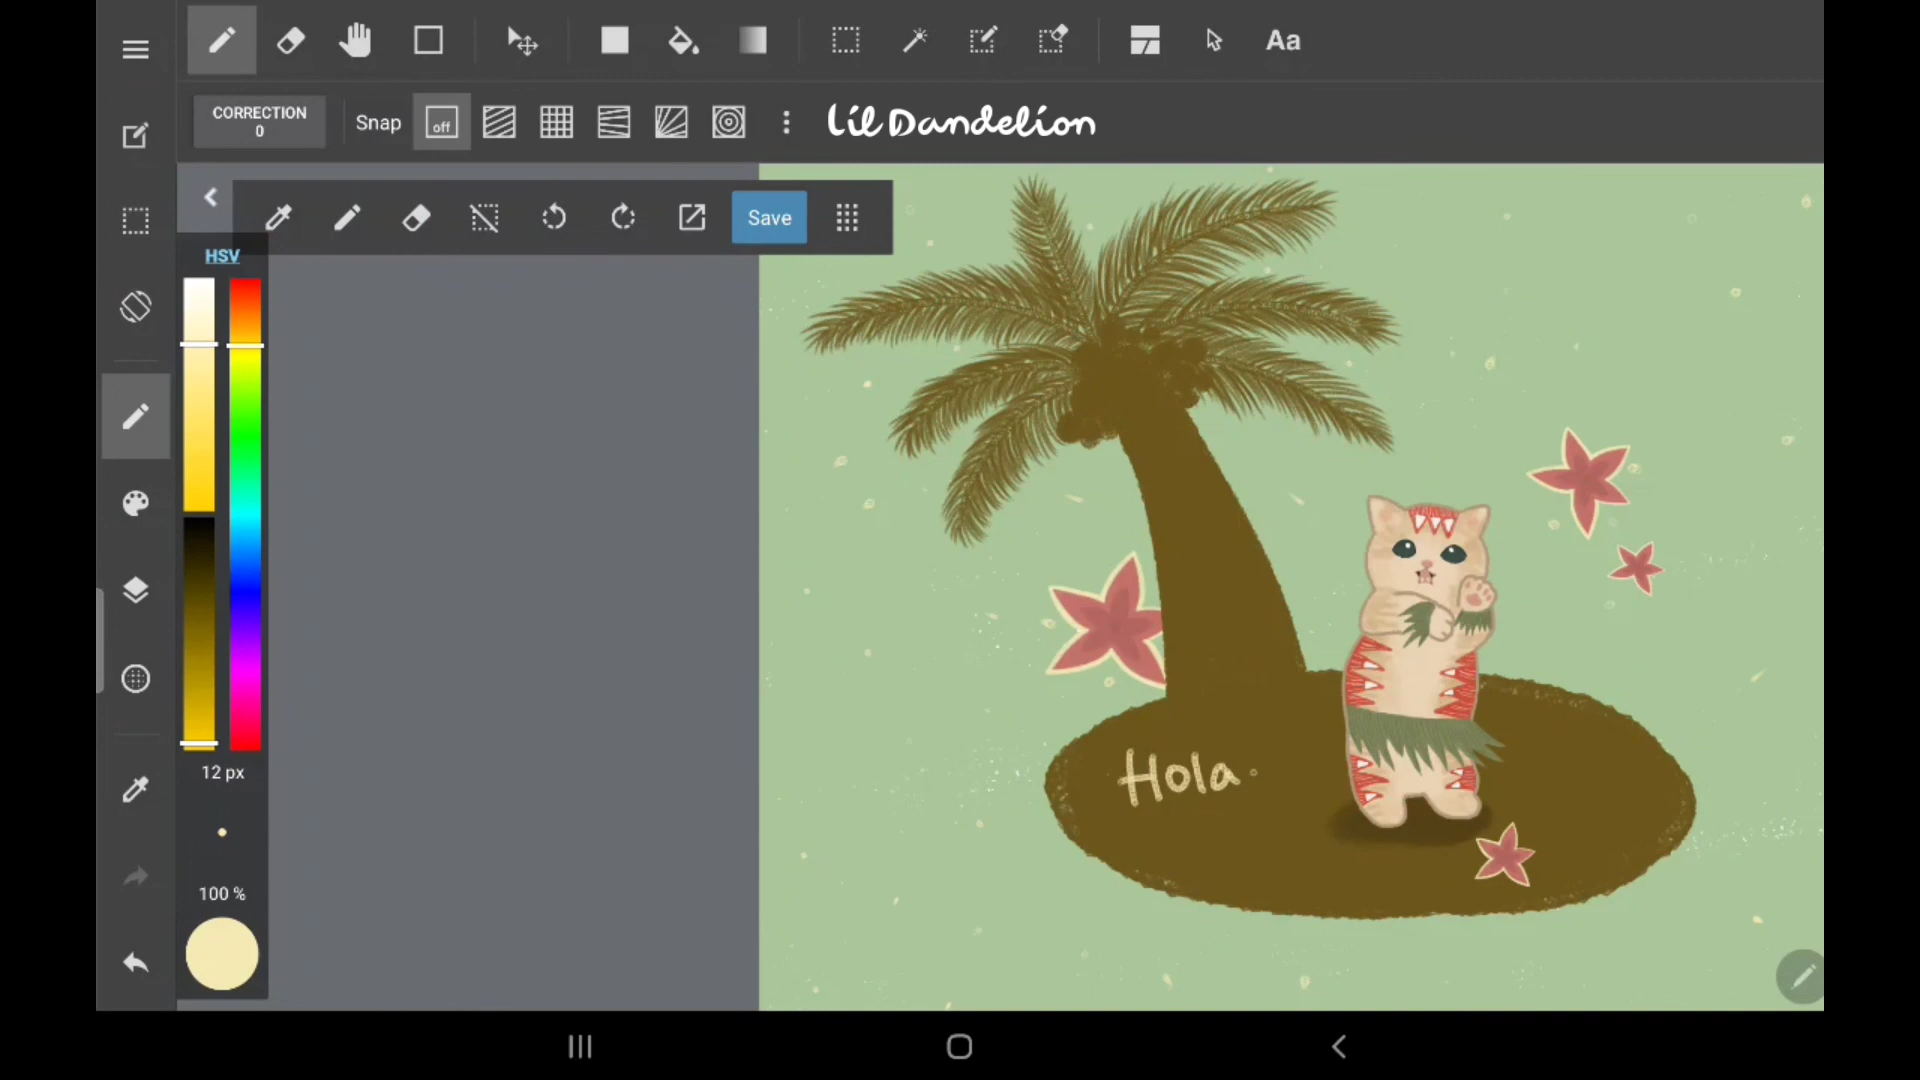 Aa
CORRECTION
0
Snap
off
Lil Dandelion
Save
HSV
12 px
100 %
Hola.